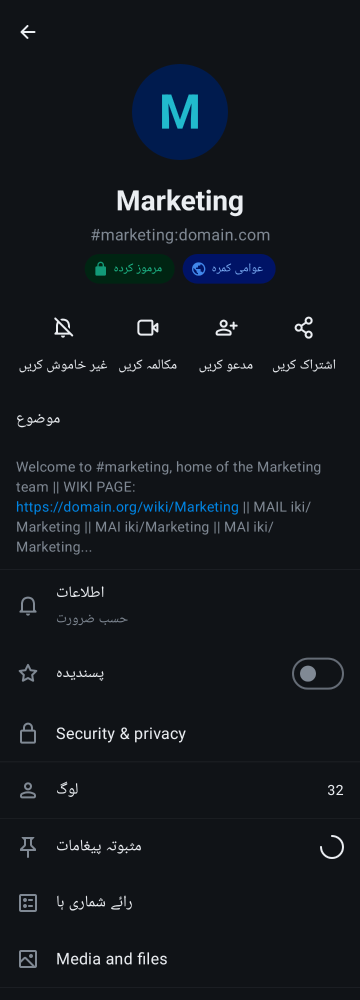 M
Marketing
#marketing:domain.com
مرموز کردہ
عوامی کمرہ
غیر خاموش کریں
مکالمہ کریں
مدعو کریں
اشتراک کریں
موضوع
Welcome to #marketing, home of the Marketing
team || WIKI PAGE:
https://domain.org/wiki/Marketing || MAIL iki/
Marketing || MAI iki/Marketing || MAI iki/
Marketing...
اطلاعات
حسب ضرورت
پسندیدہ
Security & privacy
لوگ
32
مثبوتہ پیغامات
رائے شماری ہا
Media and files